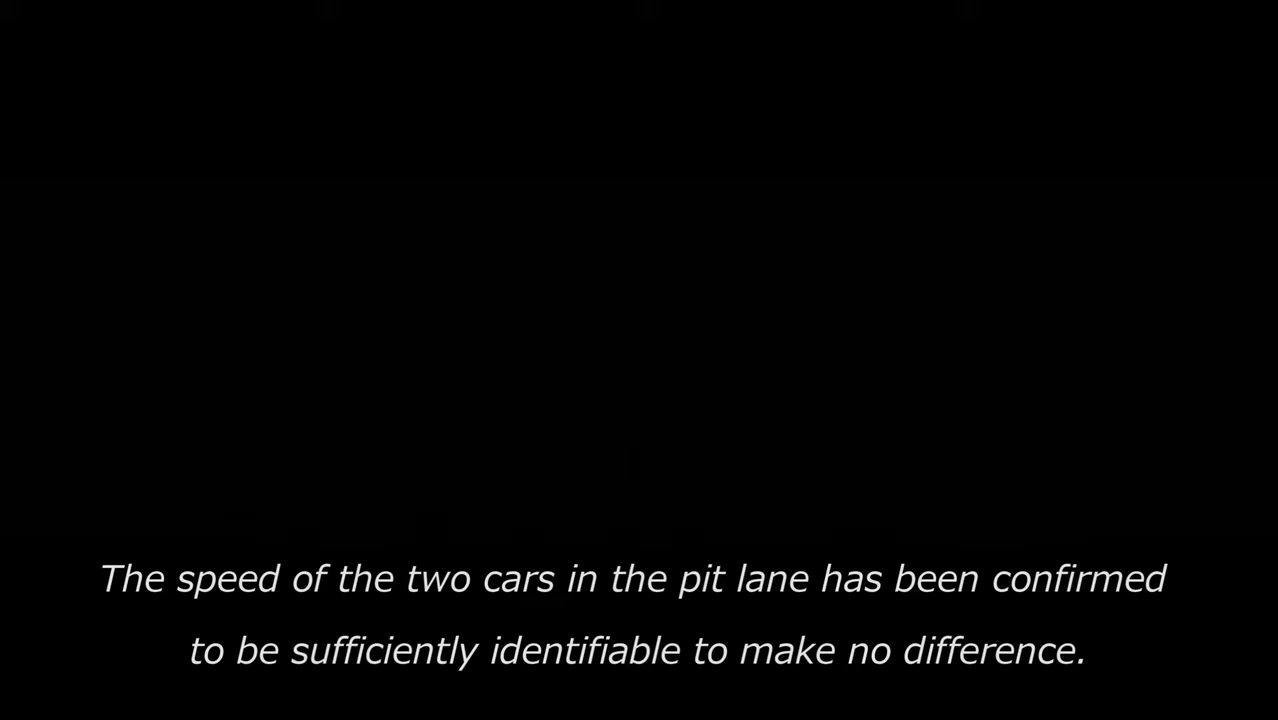 The speed of the two cars in the pit lane has been confirmed
to be sufficiently identifiable to make no difference.